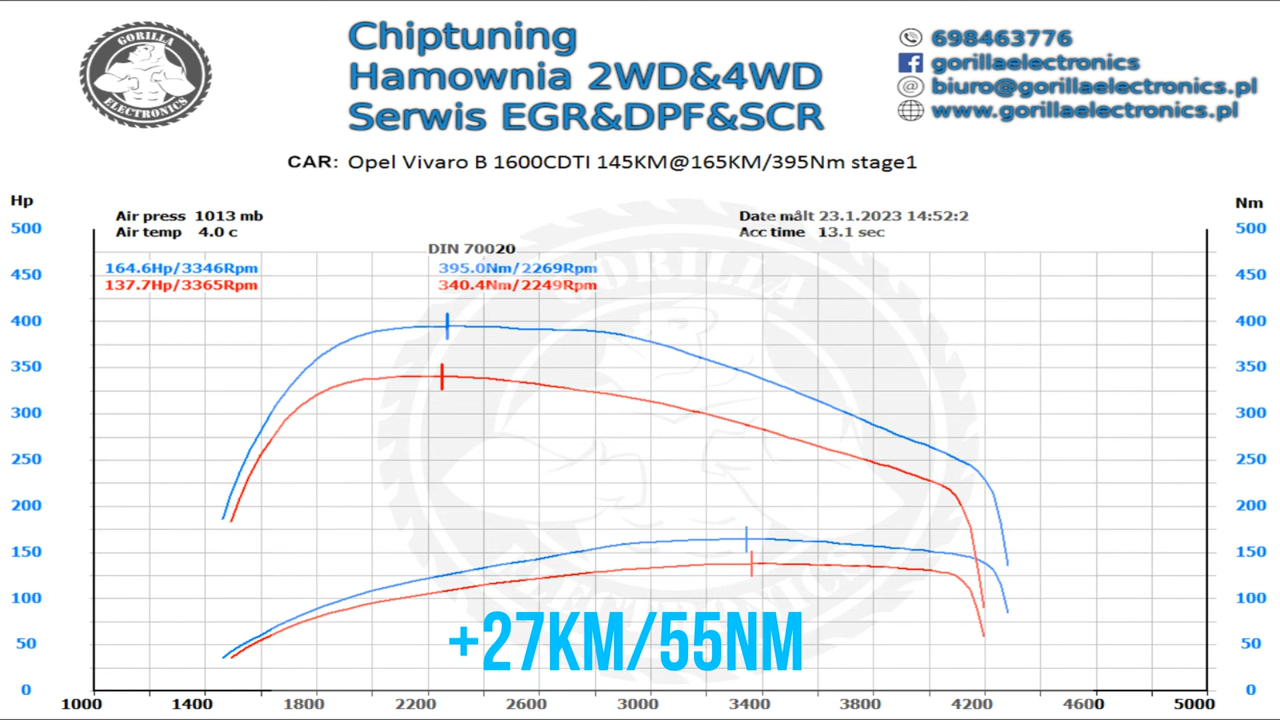 GORILLA
ELECTRONICS
Chiptuning
Hamownia 2WD&4WD
Serwis EGR&DPF&SCR
698463776
gorillaelectronics
biuro@gorillaelectronics.pl
www.gorillaelectronics.pl
CAR: Opel Vivaro B 1600CDTI 145KM@165KM/395Nm stage1
Hp
Nm
Air press 1013 mb
Air temp 4.0 c
Date målt 23.1.2023 14:52:2
Acc time 13.1 sec
DIN 70020
164.6Hp/3346Rpm 395.0Nm/2269Rpm
137.7Hp/3365Rpm 340.4Nm/2249Rpm
500 500
450 450
400 400
350 350
300 300
250 250
200 200
150 150
100 100
50 50
0 0
GORILLA
ELECTRONICS
+27KM/55NM
1000 1400 1800 2200 2600 3000 3400 3800 4200 4600 5000